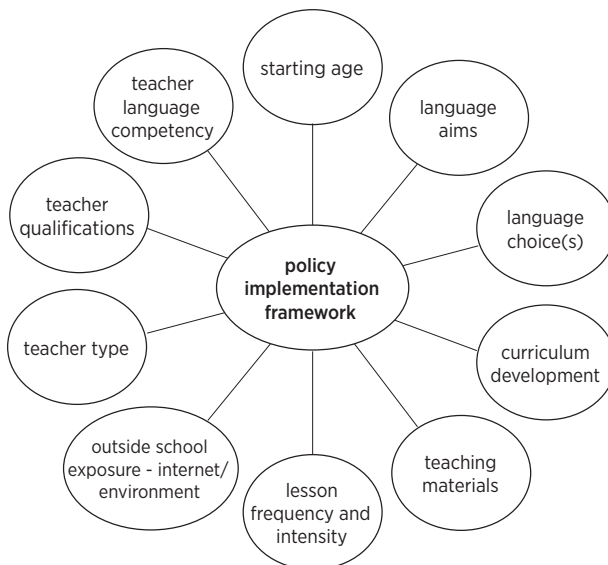 starting age
language
aims
language
choice(s)
curriculum
development
teaching
materials
lesson
frequency and
intensity
outside school
exposure - internet/
environment
teacher type
teacher
qualifications
teacher
language
competency
policy
implementation
framework